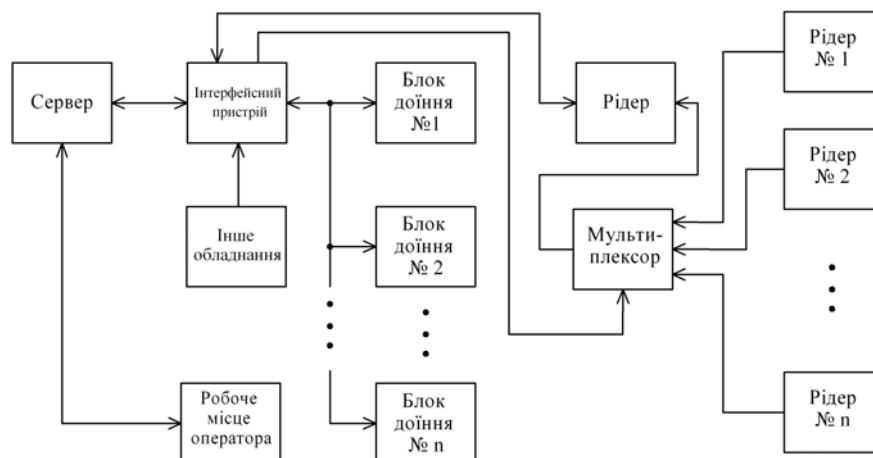 Сервер
Інтерфейсний
пристрій
Блок
доїння
№1
Рідер
Рідер
№ 1
Рідер
№ 2
Інше
обладнання
Блок
доїння
№ 2
Мульти-
плексор
Робоче
місце
оператора
Блок
доїння
№ n
Рідер
№ n